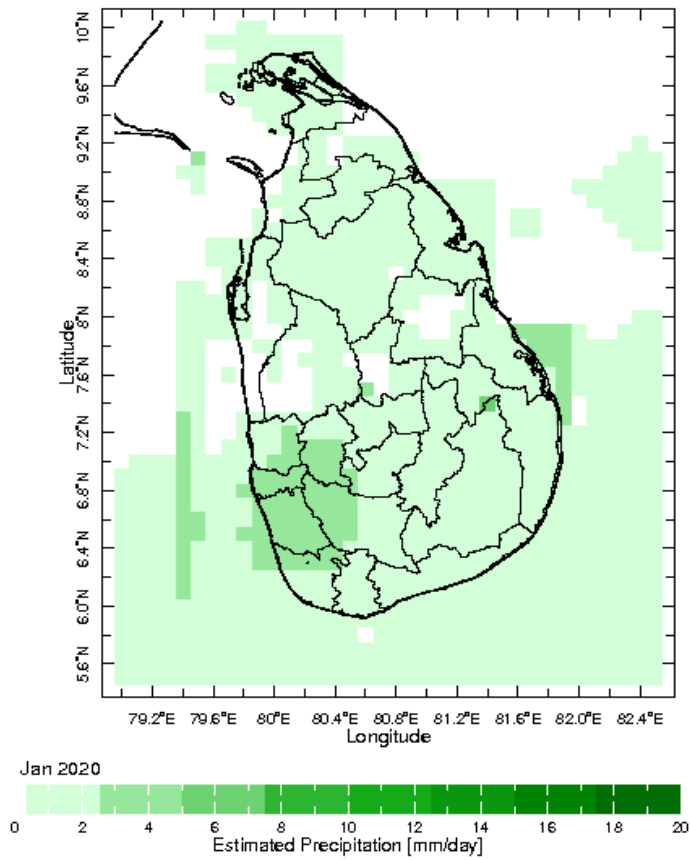 10°N
9.6°N
9.2°N
8.8°N
8.4°N
8°N
7.6°N
7.2°N
6.8°N
6.4°N
6.0°N
5.6°N
Latitude
79.2°E 79.6°E 80°E 80.4°E 80.8°E 81.2°E 81.6°E 82.0°E 82.4°E
Longitude
Jan 2020
0 2 4 6 8 10 12 14 16 18 20
Estimated Precipitation [mm/day]